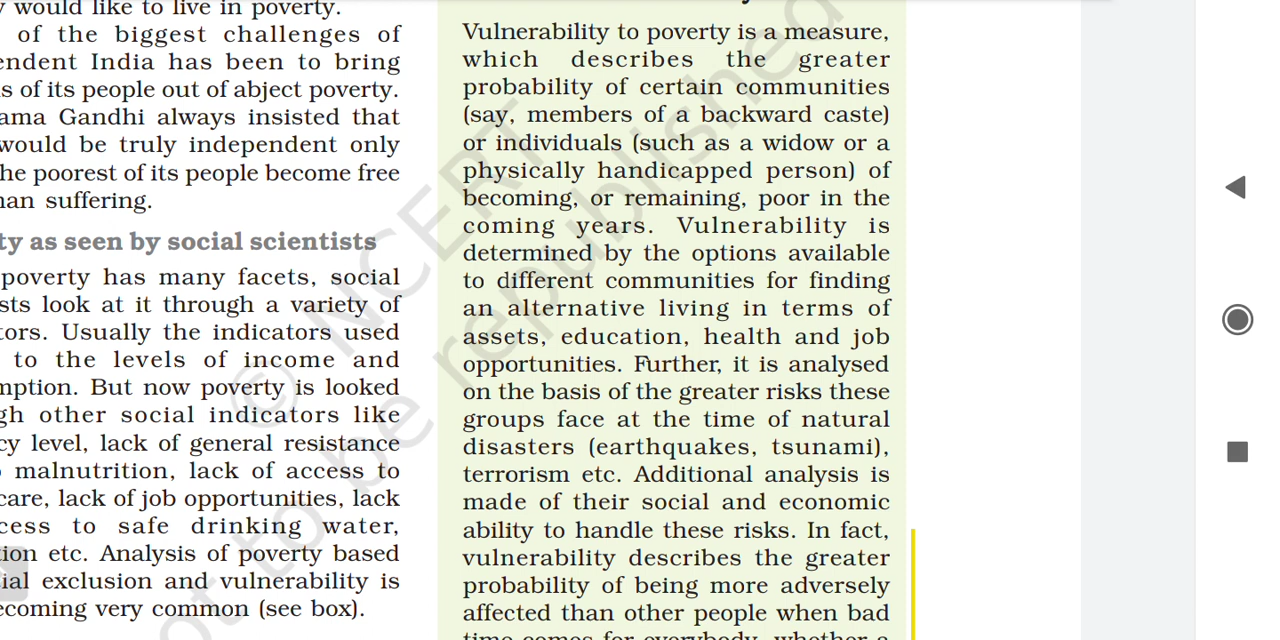 would like to live in poverty.
of the biggest challenges of
endent India has been to bring
s of its people out of abject poverty.
ama Gandhi always insisted that
would be truly independent only
he poorest of its people become free
man suffering.
ty as seen by social scientists
poverty has many facets, social
sts look at it through a variety of
tors. Usually the indicators used
to the levels of income and
mption. But now poverty is looked
gh other social indicators like
cy level, lack of general resistance
malnutrition, lack of access to
care, lack of job opportunities, lack
cess to safe drinking water,
tion etc. Analysis of poverty based
ial exclusion and vulnerability is
ecoming very common (see box).
Vulnerability to poverty is a measure,
which describes the greater
probability of certain communities
(say, members of a backward caste)
or individuals (such as a widow or a
physically handicapped person) of
becoming, or remaining, poor in the
coming years. Vulnerability is
determined by the options available
to different communities for finding
an alternative living in terms of
assets, education, health and job
opportunities. Further, it is analysed
on the basis of the greater risks these
groups face at the time of natural
disasters (earthquakes, tsunami),
terrorism etc. Additional analysis is
made of their social and economic
ability to handle these risks. In fact,
vulnerability describes the greater
probability of being more adversely
affected than other people when bad
time comes for everybody, whether a
© NCERT
not to be republished